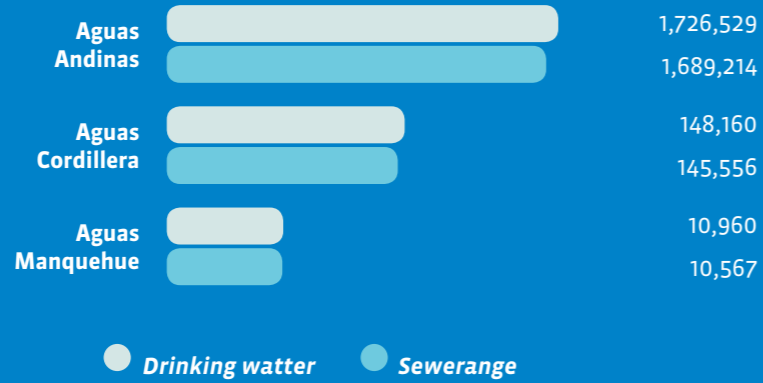 Aguas
Andinas
1,726,529
1,689,214
Aguas
Cordillera
148,160
145,556
Aguas
Manquehue
10,960
10,567
Drinking watter
Sewerange